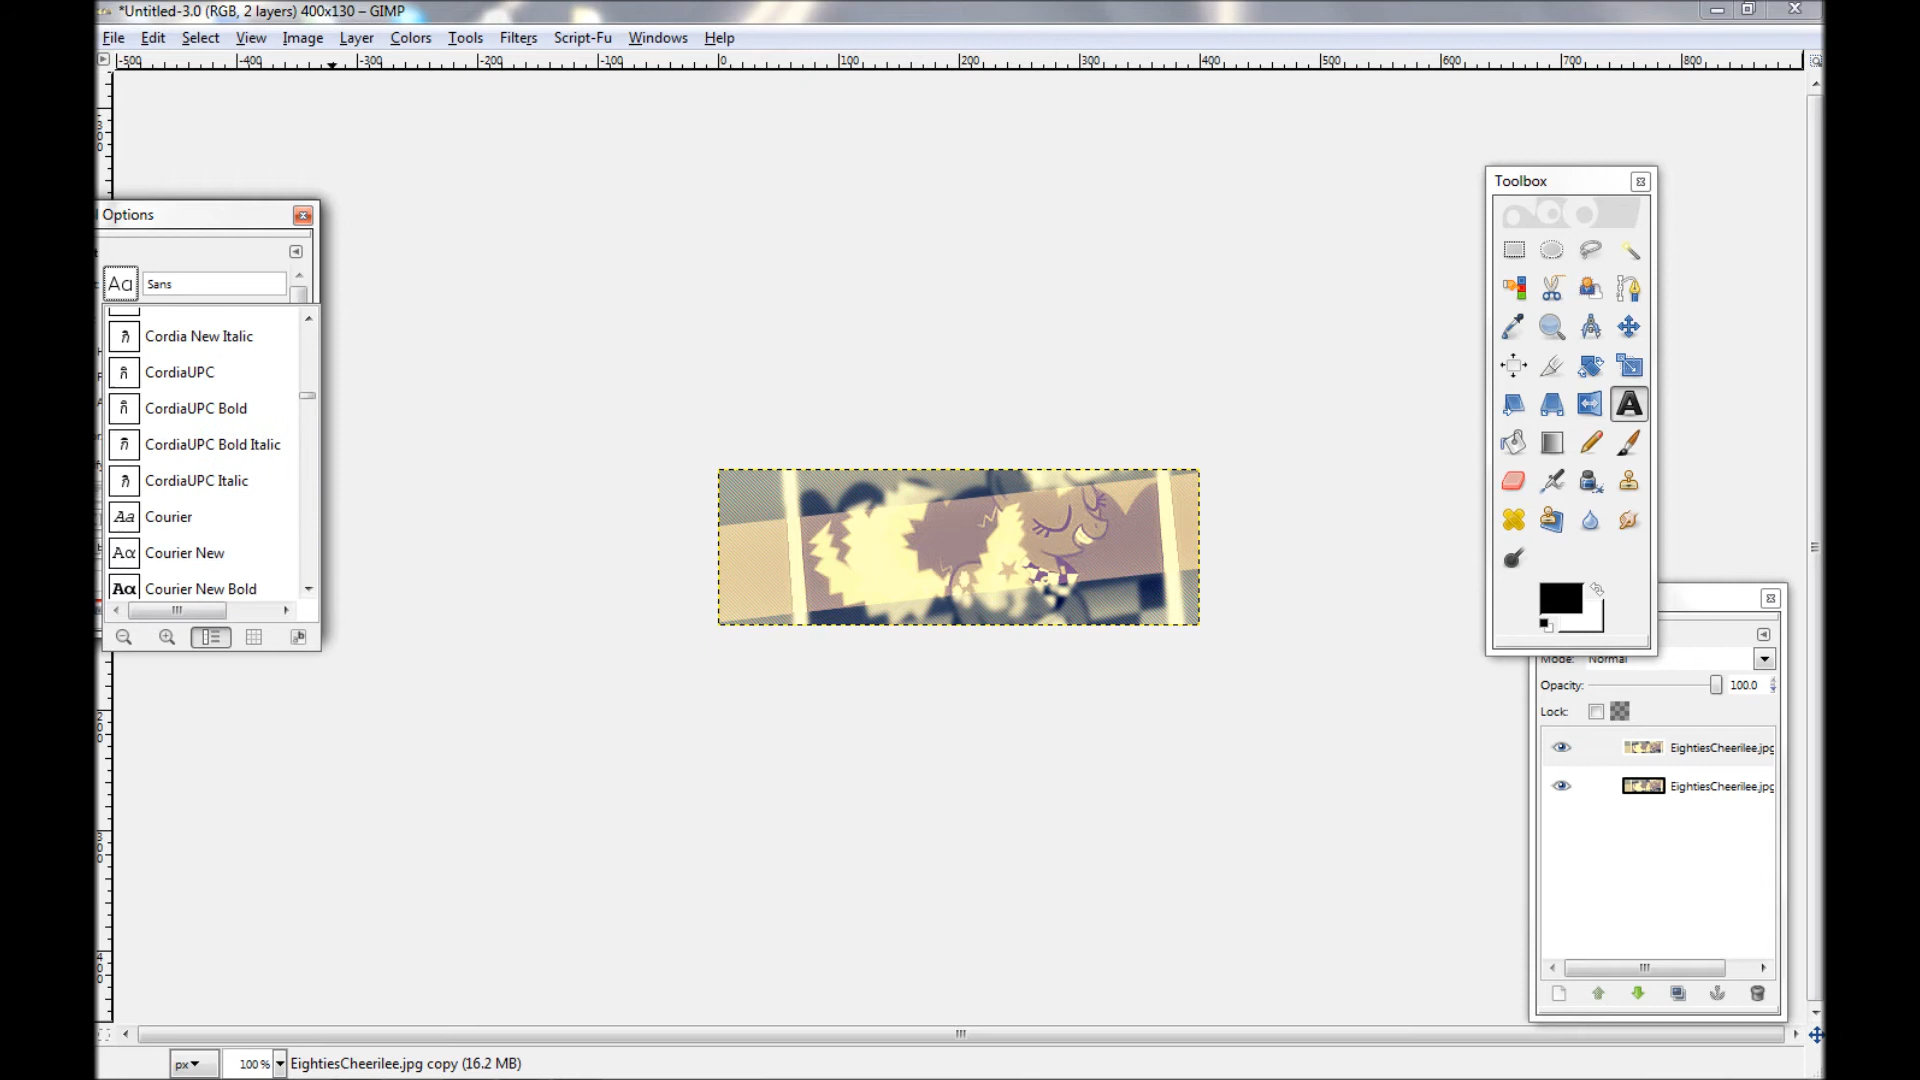 *Untitled-3.0 (RGB, 2 layers) 400x130 – GIMP
File Edit Select View Image Layer Colors Tools Filters Script-Fu Windows Help
-500 -400 -300 -200 -100 0 100 200 300 400 500 600 700 800
Options
Sans
Cordia New Italic
CordiaUPC
CordiaUPC Bold
CordiaUPC Bold Italic
CordiaUPC Italic
Courier
Courier New
Courier New Bold
Toolbox
Mode: Normal
Opacity: 100.0
Lock:
EightiesCheerilee.jpg
EightiesCheerilee.jpg
px 100 % EightiesCheerilee.jpg copy (16.2 MB)